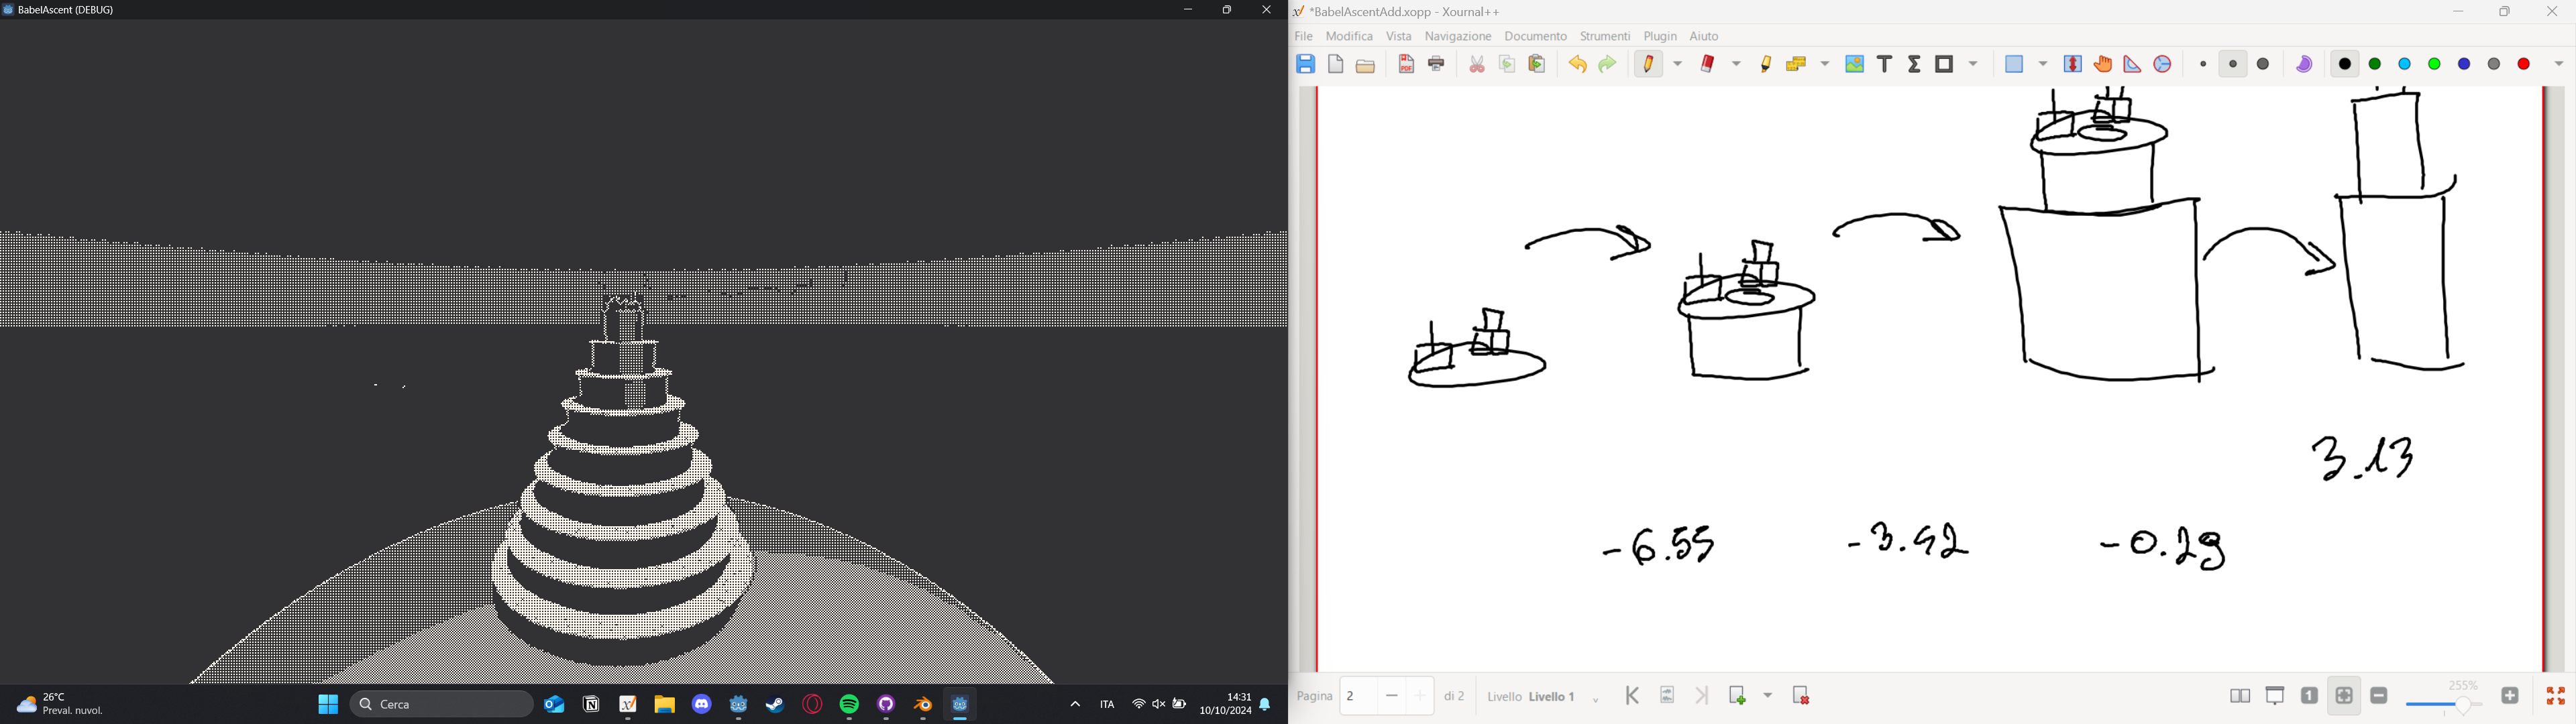 BabelAscent (DEBUG)
*BabelAscentAdd.xopp - Xournal++
File Modifica Vista Navigazione Documento Strumenti Plugin Aiuto
3.13
-6.55 -3.42 -0.29
Pagina 2 di 2 Livello Livello 1 255%
26°C
Preval. nuvol.
Cerca
ITA
14:31
10/10/2024